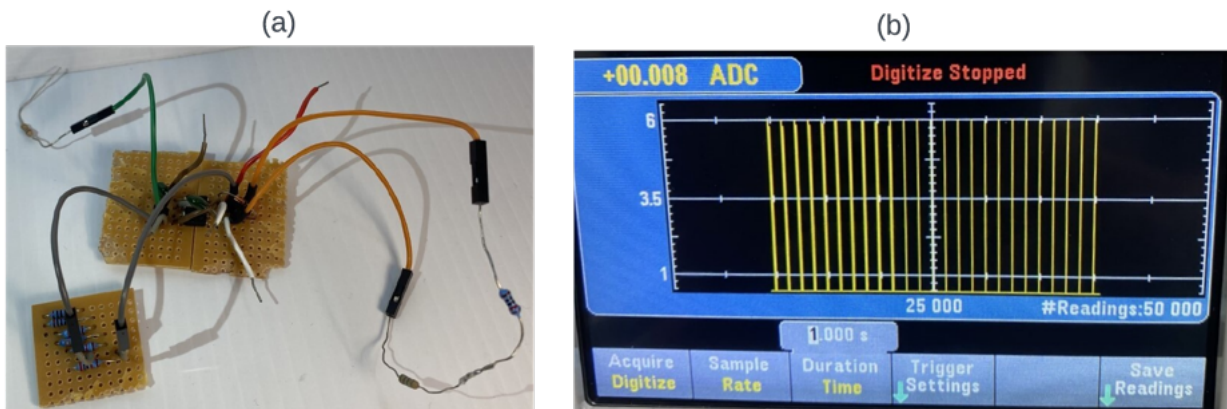 (a)
(b)
+00.008 ADC
Digitize Stopped
6
3.5
1
25 000
#Readings:50 000
1.000 s
Acquire
Digitize
Sample
Rate
Duration
Time
Trigger
Settings
Save
Readings